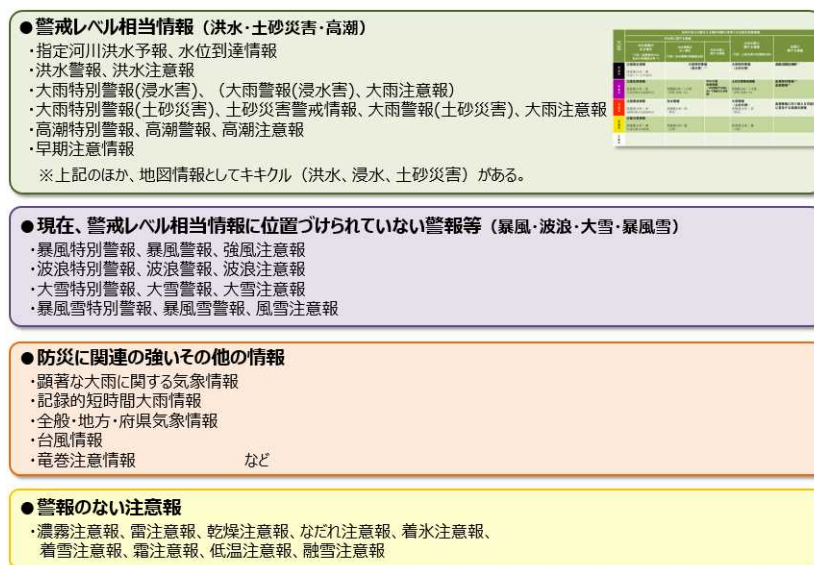 ●警戒レベル相当情報（洪水・土砂災害・高潮）
・指定河川洪水予報、水位到達情報
・洪水警報、洪水注意報
・大雨特別警報(浸水害)、（大雨警報(浸水害)、大雨注意報）
・大雨特別警報(土砂災害)、土砂災害警戒情報、大雨警報(土砂災害)、大雨注意報
・高潮特別警報、高潮警報、高潮注意報
・早期注意情報
※上記のほか、地図情報としてキキクル（洪水、浸水、土砂災害）がある。
●現在、警戒レベル相当情報に位置づけられていない警報等（暴風・波浪・大雪・暴風雪）
・暴風特別警報、暴風警報、強風注意報
・波浪特別警報、波浪警報、波浪注意報
・大雪特別警報、大雪警報、大雪注意報
・暴風雪特別警報、暴風雪警報、風雪注意報
●防災に関連の強いその他の情報
・顕著な大雨に関する気象情報
・記録的短時間大雨情報
・全般・地方・府県気象情報
・台風情報
・竜巻注意情報　　　　　　など
●警報のない注意報
・濃霧注意報、雷注意報、乾燥注意報、なだれ注意報、着氷注意報、
着雪注意報、霜注意報、低温注意報、融雪注意報